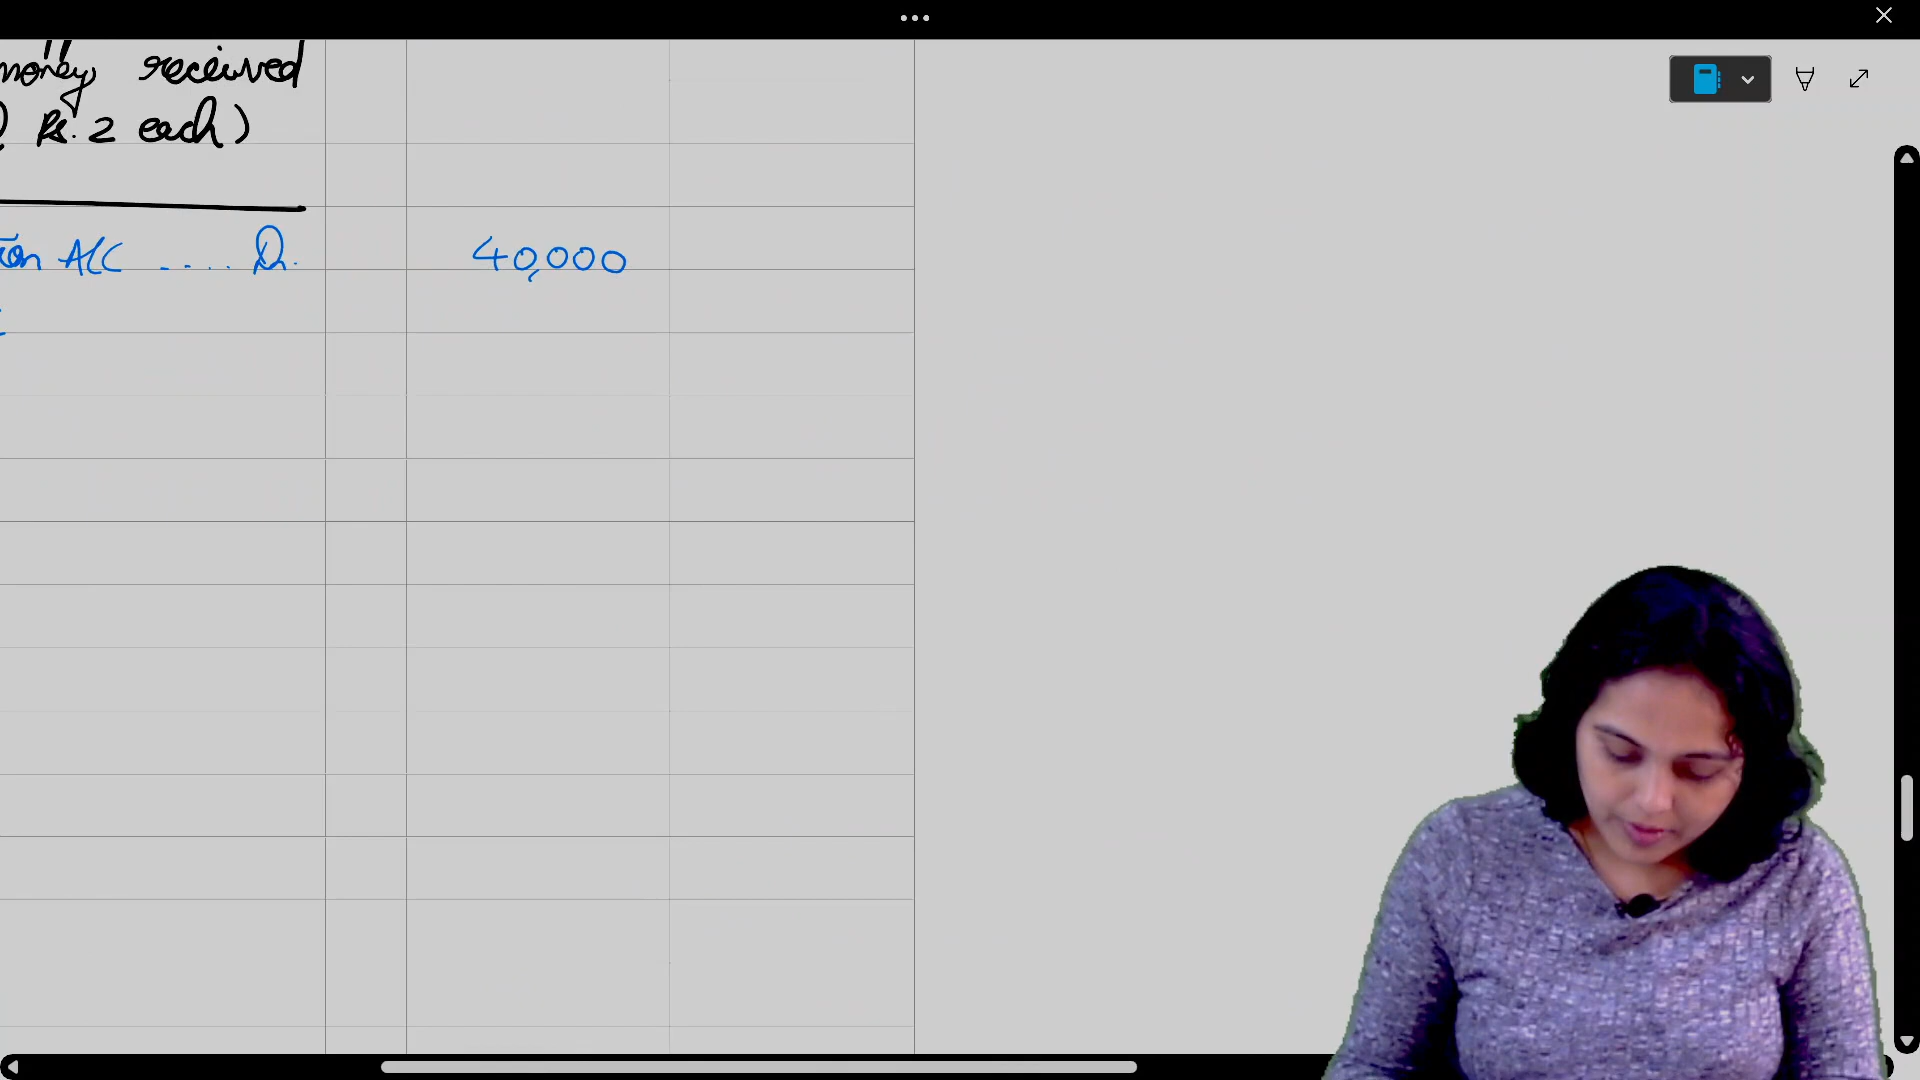 money received
Rs. 2 each)
A/C .... Dr. 40,000